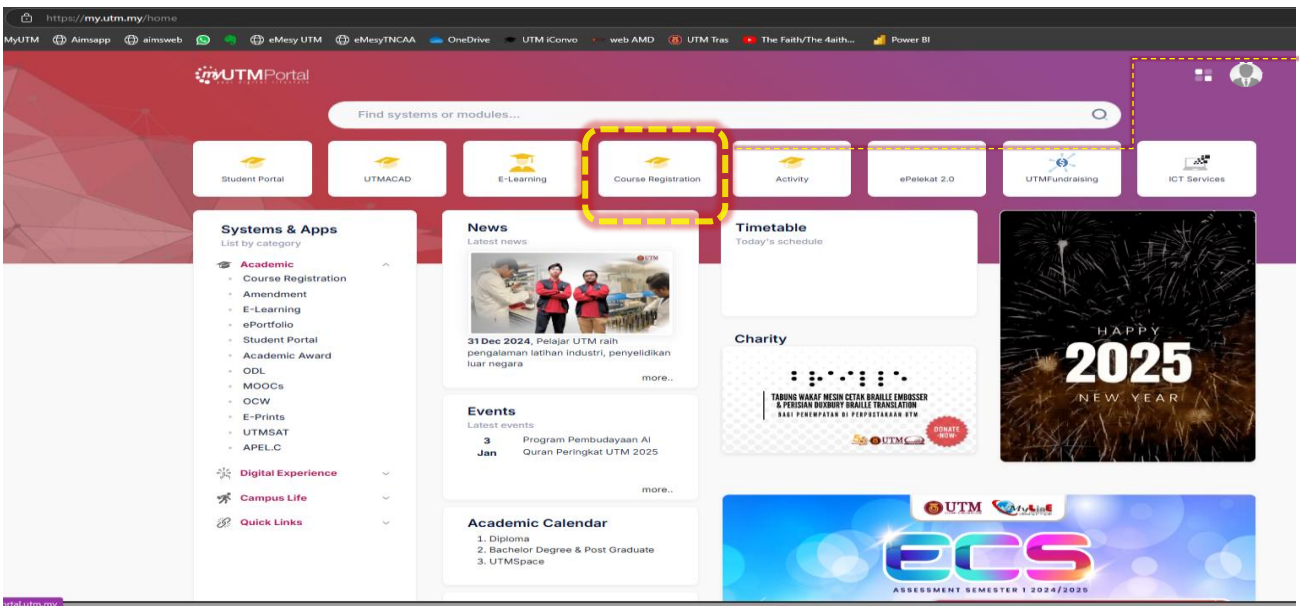 https://my.utm.my/home
MyUTM Aimsapp aimsweb eMesy UTM eMesyTNCAA OneDrive UTM iConvo web AMD UTM Tras The Faith/The 4aith... Power BI
myUTMPortal
your digital lifestyle
Find systems or modules...
Student Portal
UTMACAD
E-Learning
Course Registration
Activity
ePelekat 2.0
UTMFundraising
ICT Services
Systems & Apps
List by category
Academic
Course Registration
Amendment
E-Learning
ePortfolio
Student Portal
Academic Award
ODL
MOOCs
OCW
E-Prints
UTMSAT
APEL.C
Digital Experience
Campus Life
Quick Links
News
Latest news
UTM
31 Dec 2024, Pelajar UTM raih
pengalaman latihan industri, penyelidikan
luar negara
more..
Events
Latest events
3 Program Pembudayaan Al
Jan Quran Peringkat UTM 2025
more..
Academic Calendar
1. Diploma
2. Bachelor Degree & Post Graduate
3. UTMSpace
Timetable
Today's schedule
Charity
TABUNG WAKAF MESIN CETAK BRAILLE EMBOSSER
& PERISIAN DUXBURY BRAILLE TRANSLATION
BAGI PENEMPATAN DI PERPUSTAKAAN UTM
UTM
DONATE
-NOW-
HAPPY
2025
NEW YEAR
UTM MyLinE
ECS
ASSESSMENT SEMESTER 1 2024/2025